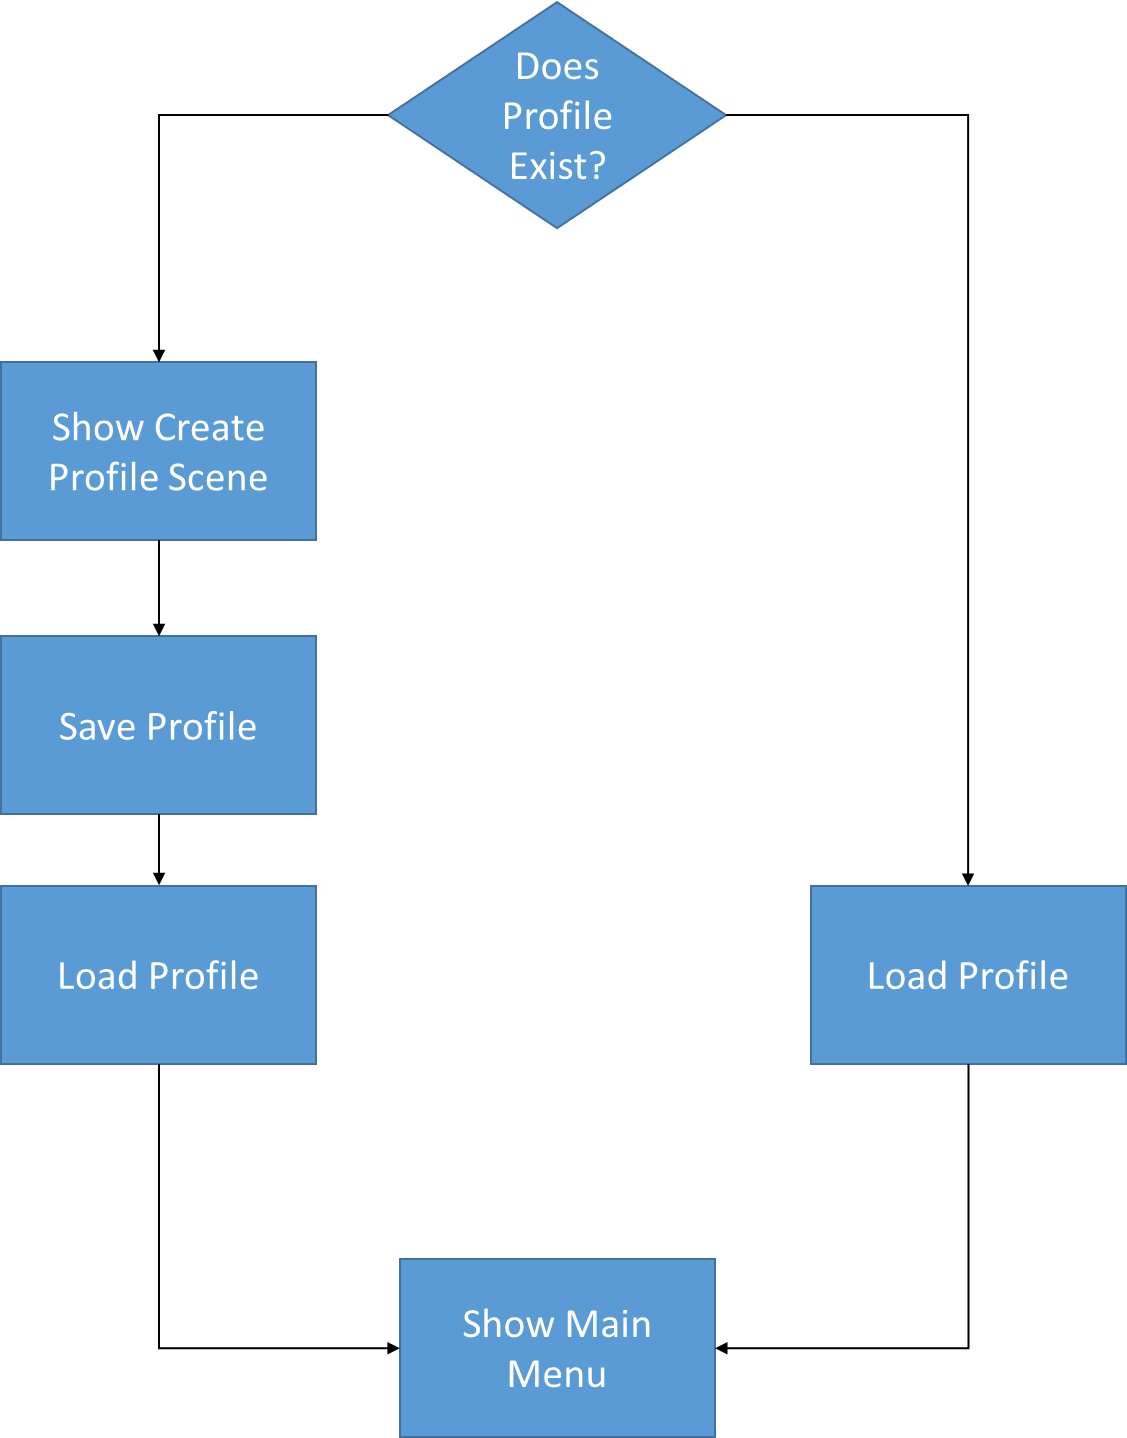 Does
Profile
Exist?
Show Create
Profile Scene
Save Profile
Load Profile
Load Profile
Show Main
Menu